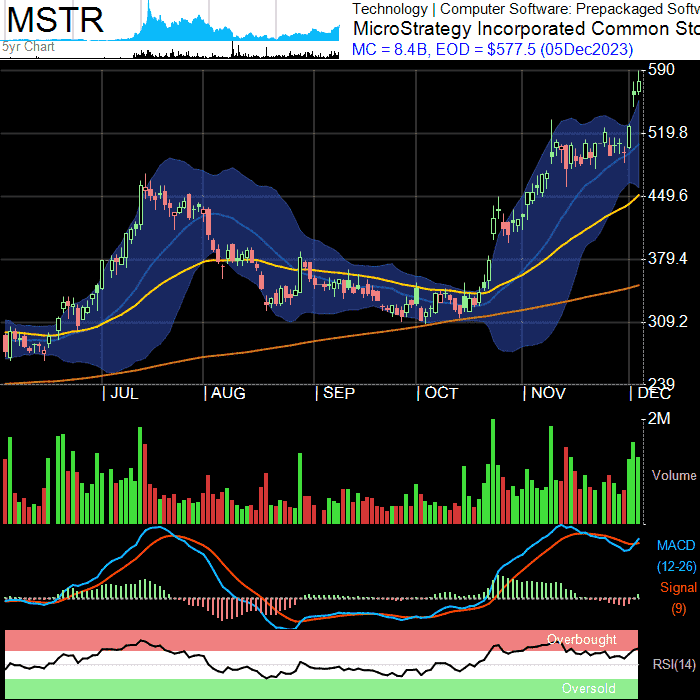 MSTR
5yr Chart
Technology | Computer Software: Prepackaged Softw
MicroStrategy Incorporated Common Sto
MC = 8.4B, EOD = $577.5 (05Dec2023)
590
519.8
449.6
379.4
309.2
239
JUL AUG SEP OCT NOV DEC
2M
Volume
MACD
(12-26)
Signal
(9)
Overbought
RSI(14)
Oversold